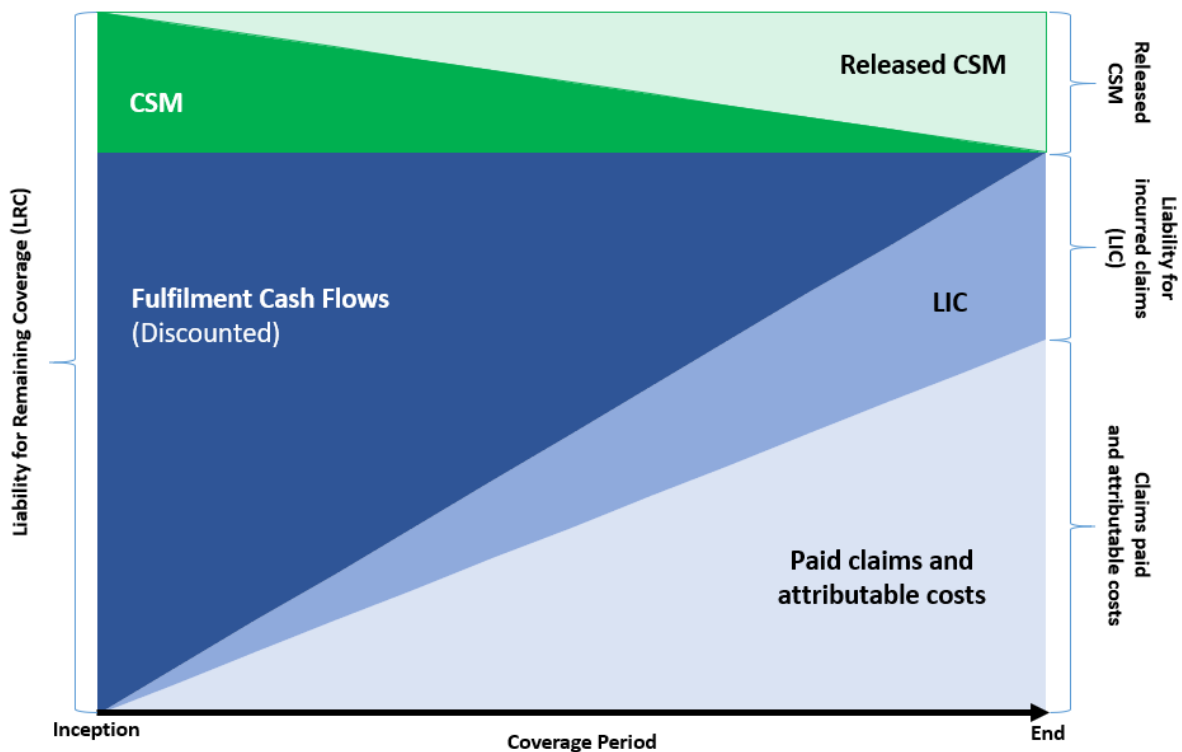 Released CSM
CSM
Fulfilment Cash Flows
(Discounted)
LIC
Paid claims and
attributable costs
Liability for Remaining Coverage (LRC)
Released
CSM
Liability for
incurred claims
(LIC)
Claims paid
and attributable costs
Inception
Coverage Period
End